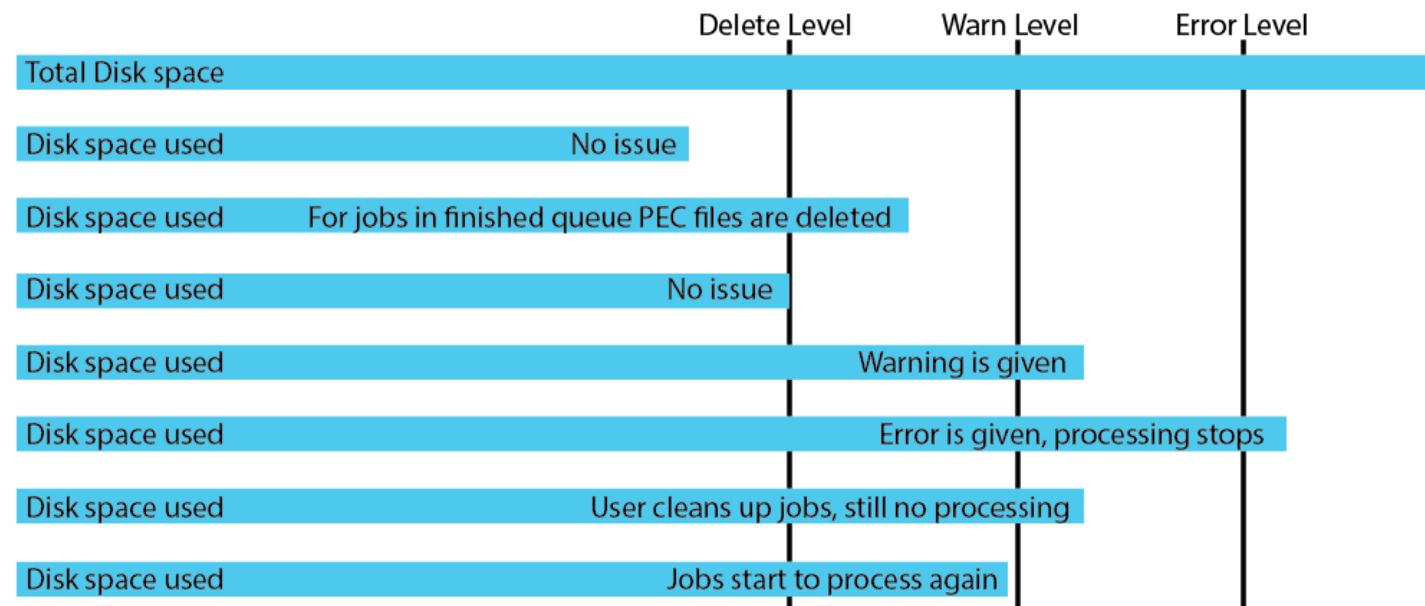 Delete Level Warn Level Error Level
Total Disk space
Disk space used No issue
Disk space used For jobs in finished queue PEC files are deleted
Disk space used No issue
Disk space used Warning is given
Disk space used Error is given, processing stops
Disk space used User cleans up jobs, still no processing
Disk space used Jobs start to process again